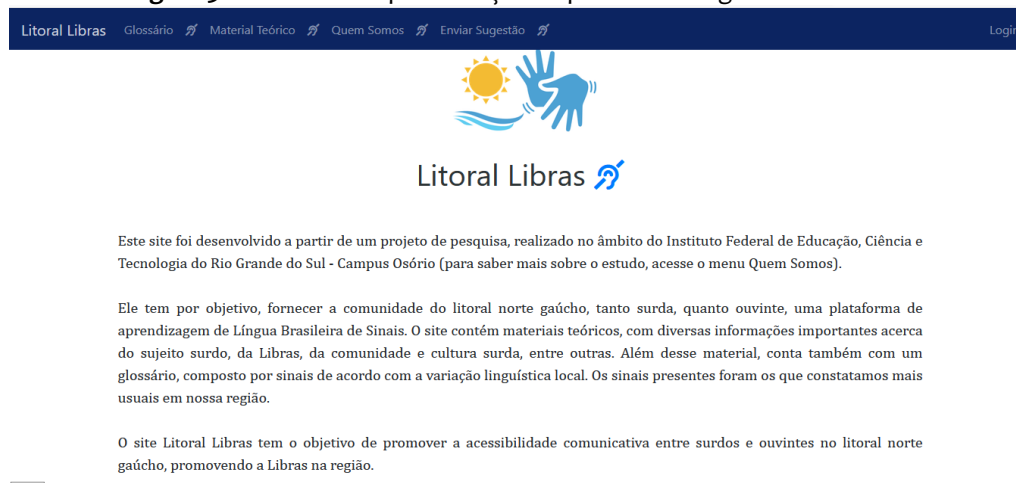 Litoral Libras Glossário Material Teórico Quem Somos Enviar Sugestão Login
Litoral Libras
Este site foi desenvolvido a partir de um projeto de pesquisa, realizado no âmbito do Instituto Federal de Educação, Ciência e
Tecnologia do Rio Grande do Sul - Campus Osório (para saber mais sobre o estudo, acesse o menu Quem Somos).
Ele tem por objetivo, fornecer a comunidade do litoral norte gaúcho, tanto surda, quanto ouvinte, uma plataforma de
aprendizagem de Língua Brasileira de Sinais. O site contém materiais teóricos, com diversas informações importantes acerca
do sujeito surdo, da Libras, da comunidade e cultura surda, entre outras. Além desse material, conta também com um
glossário, composto por sinais de acordo com a variação linguística local. Os sinais presentes foram os que constatamos mais
usuais em nossa região.
O site Litoral Libras tem o objetivo de promover a acessibilidade comunicativa entre surdos e ouvintes no litoral norte
gaúcho, promovendo a Libras na região.